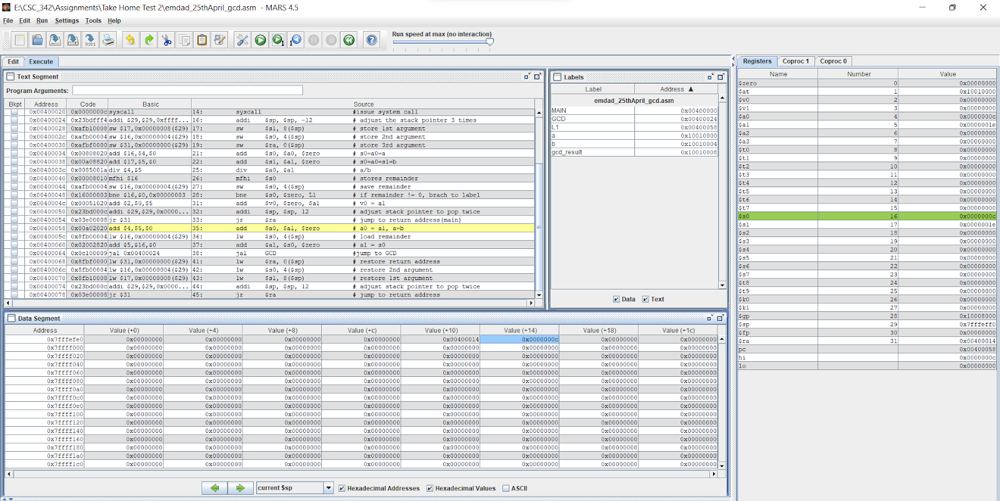 E:\CSC_342\Assignments\Take Home Test 2\emdad_25thApril_gcd.asm - MARS 4.5
File Edit Run Settings Tools Help
Run speed at max (no interaction)
Edit Execute
Text Segment
Program Arguments:
Bkpt Address Code Basic Source
0x00400020 0x0000000c syscall 14: syscall #issue system call
0x00400024 0x23bdfff4 addi $29,$29,0xffff... 16: addi $sp, $sp, -12 # adjust the stack pointer 3 times
0x00400028 0xafb10008 sw $17,0x00000008($29) 17: sw $s1, 8($sp) # store 1st argument
0x0040002c 0xafb00004 sw $16,0x00000004($29) 18: sw $s0, 4($sp) # store 2nd argument
0x00400030 0xafbf0000 sw $31,0x00000000($29) 19: sw $ra, 0($sp) # store 3rd argument
0x00400034 0x00808020 add $16,$4,$0 21: add $s0, $a0, $zero # s0=a0=a
0x00400038 0x00a08820 add $17,$5,$0 22: add $s1, $a1, $zero # s0=a0=s1=b
0x0040003c 0x0085001a div $4,$5 25: div $a0, $a1 # a/b
0x00400040 0x00008010 mfhi $16 26: mfhi $s0 # stores remainder
0x00400044 0xafb00004 sw $16,0x00000004($29) 27: sw $s0, 4($sp) # save remainder
0x00400048 0x16000003 bne $16,$0,0x00000003 28: bne $s0, $zero, L1 # if remainder != 0, brach to label
0x0040004c 0x00051020 add $2,$0,$5 31: add $v0, $zero, $a1 # v0 = a1
0x00400050 0x23bd000c addi $29,$29,0x0000... 32: addi $sp, $sp, 12 # adjust stack pointer to pop twice
0x00400054 0x03e00008 jr $31 33: jr $ra # jump to return address(main)
0x00400058 0x00a02020 add $4,$5,$0 35: add $a0, $a1, $zero # a0 = a1, a=b
0x0040005c 0x8fb00004 lw $16,0x00000004($29) 36: lw $s0, 4($sp) # load remainder
0x00400060 0x02002820 add $5,$16,$0 37: add $a1, $s0, $zero # a1 = s0
0x00400064 0x0c100009 jal 0x00400024 38: jal GCD #jump to GCD
0x00400068 0x8fbf0000 lw $31,0x00000000($29) 41: lw $ra, 0($sp) # restore return address
0x0040006c 0x8fb00004 lw $16,0x00000004($29) 42: lw $s0, 4($sp) # restore 2nd argument
0x00400070 0x8fb10008 lw $17,0x00000008($29) 43: lw $s1, 8($sp) # restore 1st argument
0x00400074 0x23bd000c addi $29,$29,0x0000... 44: addi $sp, $sp, 12 # adjust stack pointer to pop twice
0x00400078 0x03e00008 jr $31 45: jr $ra # jump to return address
Labels
Label Address ▲
emdad_25thApril_gcd.asm
MAIN 0x00400000
GCD 0x00400024
L1 0x00400058
a 0x10010000
b 0x10010004
gcd_result 0x10010008
Data Text
Data Segment
Address Value (+0) Value (+4) Value (+8) Value (+c) Value (+10) Value (+14) Value (+18) Value (+1c)
0x7fffefe0 0x00000000 0x00000000 0x00000000 0x00000000 0x00400014 0x0000000c 0x00000000 0x00000000
0x7ffff000 0x00000000 0x00000000 0x00000000 0x00000000 0x00000000 0x00000000 0x00000000 0x00000000
0x7ffff020 0x00000000 0x00000000 0x00000000 0x00000000 0x00000000 0x00000000 0x00000000 0x00000000
0x7ffff040 0x00000000 0x00000000 0x00000000 0x00000000 0x00000000 0x00000000 0x00000000 0x00000000
0x7ffff060 0x00000000 0x00000000 0x00000000 0x00000000 0x00000000 0x00000000 0x00000000 0x00000000
0x7ffff080 0x00000000 0x00000000 0x00000000 0x00000000 0x00000000 0x00000000 0x00000000 0x00000000
0x7ffff0a0 0x00000000 0x00000000 0x00000000 0x00000000 0x00000000 0x00000000 0x00000000 0x00000000
0x7ffff0c0 0x00000000 0x00000000 0x00000000 0x00000000 0x00000000 0x00000000 0x00000000 0x00000000
0x7ffff0e0 0x00000000 0x00000000 0x00000000 0x00000000 0x00000000 0x00000000 0x00000000 0x00000000
0x7ffff100 0x00000000 0x00000000 0x00000000 0x00000000 0x00000000 0x00000000 0x00000000 0x00000000
0x7ffff120 0x00000000 0x00000000 0x00000000 0x00000000 0x00000000 0x00000000 0x00000000 0x00000000
0x7ffff140 0x00000000 0x00000000 0x00000000 0x00000000 0x00000000 0x00000000 0x00000000 0x00000000
0x7ffff160 0x00000000 0x00000000 0x00000000 0x00000000 0x00000000 0x00000000 0x00000000 0x00000000
0x7ffff180 0x00000000 0x00000000 0x00000000 0x00000000 0x00000000 0x00000000 0x00000000 0x00000000
0x7ffff1a0 0x00000000 0x00000000 0x00000000 0x00000000 0x00000000 0x00000000 0x00000000 0x00000000
0x7ffff1c0 0x00000000 0x00000000 0x00000000 0x00000000 0x00000000 0x00000000 0x00000000 0x00000000
current $sp Hexadecimal Addresses Hexadecimal Values ASCII
Registers Coproc 1 Coproc 0
Name Number Value
$zero 0 0x00000000
$at 1 0x10010000
$v0 2 0x00000000
$v1 3 0x00000000
$a0 4 0x0000000c
$a1 5 0x0000001e
$a2 6 0x00000000
$a3 7 0x00000000
$t0 8 0x00000000
$t1 9 0x00000000
$t2 10 0x00000000
$t3 11 0x00000000
$t4 12 0x00000000
$t5 13 0x00000000
$t6 14 0x00000000
$t7 15 0x00000000
$s0 16 0x0000000c
$s1 17 0x0000001e
$s2 18 0x00000000
$s3 19 0x00000000
$s4 20 0x00000000
$s5 21 0x00000000
$s6 22 0x00000000
$s7 23 0x00000000
$t8 24 0x00000000
$t9 25 0x00000000
$k0 26 0x00000000
$k1 27 0x00000000
$gp 28 0x10008000
$sp 29 0x7fffeff0
$fp 30 0x00000000
$ra 31 0x00400014
pc 0x00400058
hi 0x0000000c
lo 0x00000000